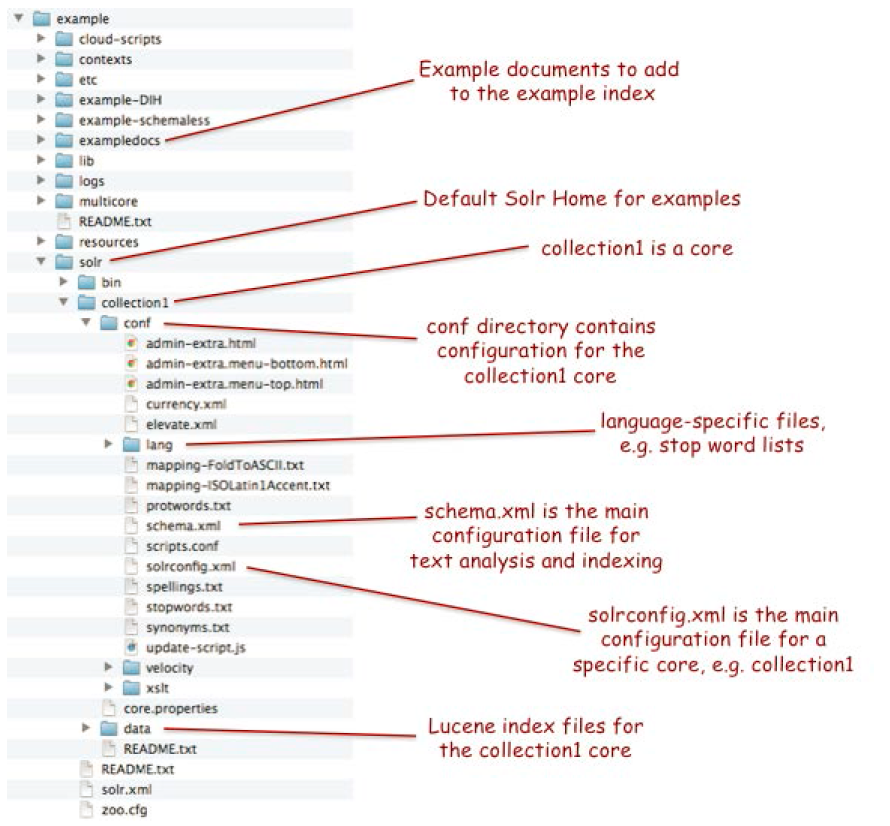 example
cloud-scripts
contexts
etc
example-DIH
example-schemaless
exampledocs
lib
logs
multicore
README.txt
resources
solr
bin
collection1
conf
admin-extra.html
admin-extra.menu-bottom.html
admin-extra.menu-top.html
currency.xml
elevate.xml
lang
mapping-FoldToASCII.txt
mapping-ISOLatin1Accent.txt
protwords.txt
schema.xml
scripts.conf
solrconfig.xml
spellings.txt
stopwords.txt
synonyms.txt
update-script.js
velocity
xslt
core.properties
data
README.txt
README.txt
solr.xml
zoo.cfg
Example documents to add
to the example index
Default Solr Home for examples
collection1 is a core
conf directory contains
configuration for the
collection1 core
language-specific files,
e.g. stop word lists
schema.xml is the main
configuration file for
text analysis and indexing
solrconfig.xml is the main
configuration file for a
specific core, e.g. collection1
Lucene index files for
the collection1 core